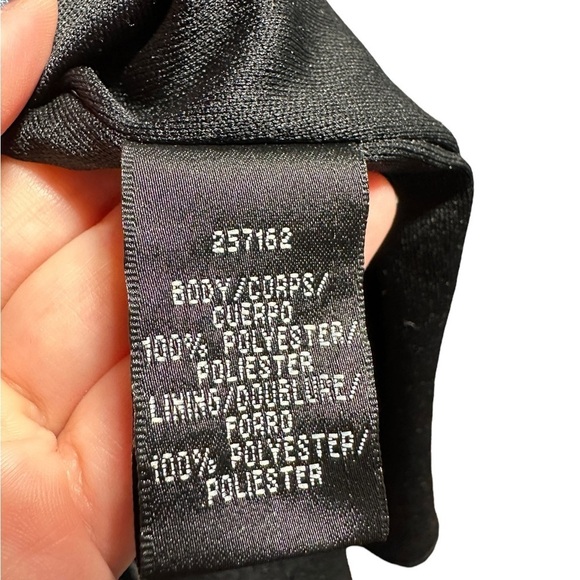 257162
BODY/CORPS/
CUERPO
100% POLYESTER/
POLIESTER
LINING/DOUBLURE/
FORRO
100% POLYESTER/
POLIESTER